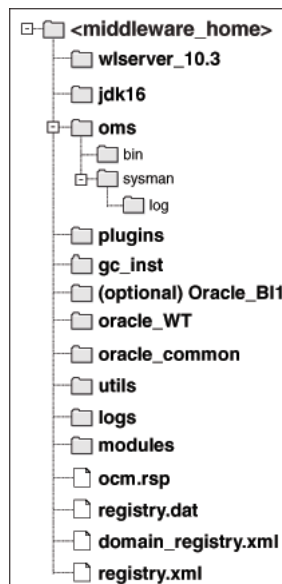 <middleware_home>
wlserver_10.3
jdk16
oms
bin
sysman
log
plugins
gc_inst
(optional) Oracle_BI1
oracle_WT
oracle_common
utils
logs
modules
ocm.rsp
registry.dat
domain_registry.xml
registry.xml